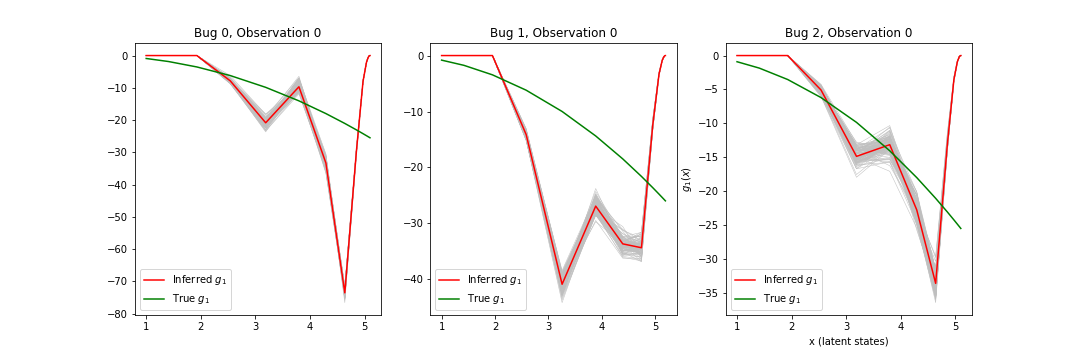 Bug 0, Observation 0
0
−10
−20
−30
−40
−50
−60
−70
−80
1 2 3 4 5
Inferred g₁
True g₁
Bug 1, Observation 0
0
−10
−20
−30
−40
1 2 3 4 5
Inferred g₁
True g₁
Bug 2, Observation 0
g₁(x)
0
−5
−10
−15
−20
−25
−30
−35
1 2 3 4 5
x (latent states)
Inferred g₁
True g₁